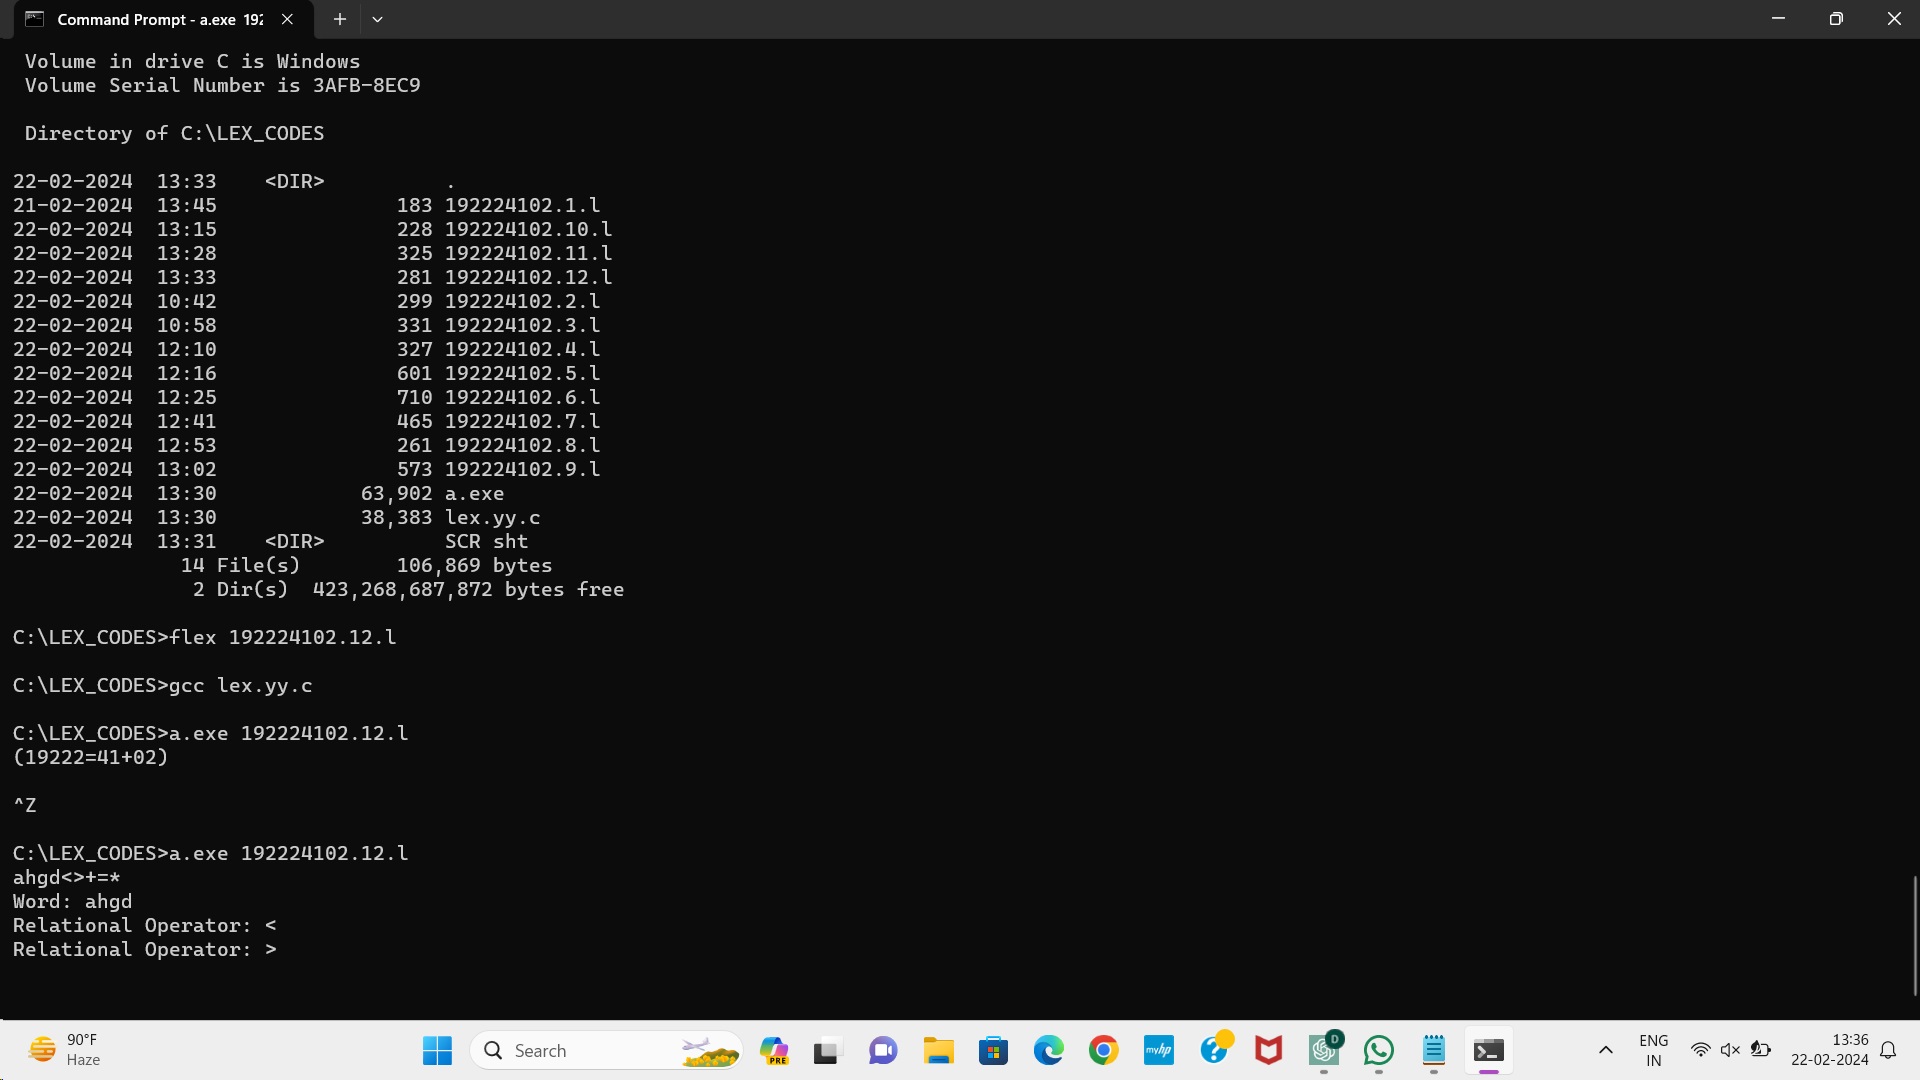 Command Prompt - a.exe 192
Volume in drive C is Windows
Volume Serial Number is 3AFB-8EC9
Directory of C:\LEX_CODES
22-02-2024  13:33    <DIR>          .
21-02-2024  13:45               183 192224102.1.l
22-02-2024  13:15               228 192224102.10.l
22-02-2024  13:28               325 192224102.11.l
22-02-2024  13:33               281 192224102.12.l
22-02-2024  10:42               299 192224102.2.l
22-02-2024  10:58               331 192224102.3.l
22-02-2024  12:10               327 192224102.4.l
22-02-2024  12:16               601 192224102.5.l
22-02-2024  12:25               710 192224102.6.l
22-02-2024  12:41               465 192224102.7.l
22-02-2024  12:53               261 192224102.8.l
22-02-2024  13:02               573 192224102.9.l
22-02-2024  13:30            63,902 a.exe
22-02-2024  13:30            38,383 lex.yy.c
22-02-2024  13:31    <DIR>          SCR sht
14 File(s)        106,869 bytes
2 Dir(s)  423,268,687,872 bytes free
C:\LEX_CODES>flex 192224102.12.l
C:\LEX_CODES>gcc lex.yy.c
C:\LEX_CODES>a.exe 192224102.12.l
(19222=41+02)
^Z
C:\LEX_CODES>a.exe 192224102.12.l
ahgd<>+=*
Word: ahgd
Relational Operator: <
Relational Operator: >
90°F
Haze
Search
PRE
myhp
D
ENG
IN
13:36
22-02-2024